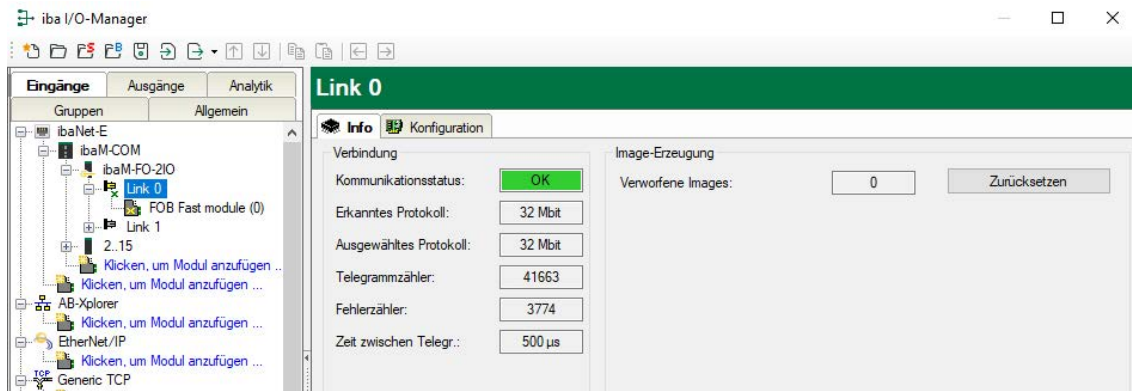 iba I/O-Manager
Eingänge Ausgänge Analytik
Gruppen Allgemein
ibaNet-E
ibaM-COM
ibaM-FO-2IO
Link 0
FOB Fast module (0)
Link 1
2..15
Klicken, um Modul anzufügen ..
Klicken, um Modul anzufügen ...
AB-Xplorer
Klicken, um Modul anzufügen ...
EtherNet/IP
Klicken, um Modul anzufügen ...
TCP Generic TCP
Link 0
Info Konfiguration
Verbindung
Kommunikationsstatus: OK
Erkanntes Protokoll: 32 Mbit
Ausgewähltes Protokoll: 32 Mbit
Telegrammzähler: 41663
Fehlerzähler: 3774
Zeit zwischen Telegr.: 500 µs
Image-Erzeugung
Verworfene Images: 0 Zurücksetzen